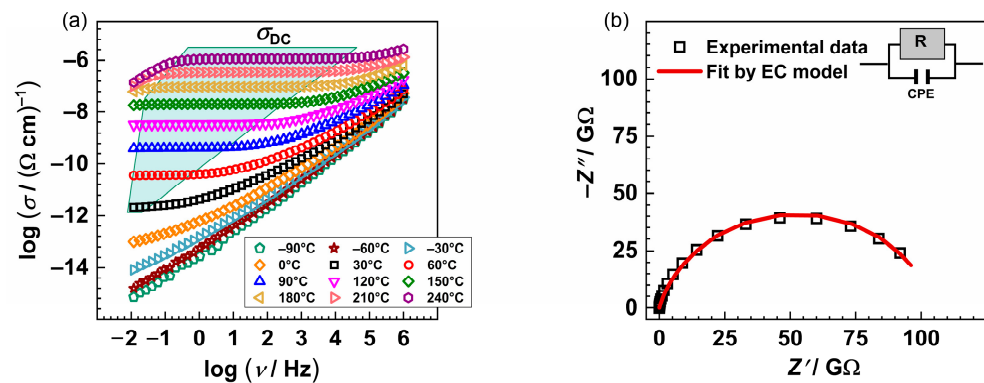 (a)
σDC
−6
−8
−10
−12
−14
log (σ / (Ω cm)⁻¹)
−90°C −60°C −30°C
0°C 30°C 60°C
90°C 120°C 150°C
180°C 210°C 240°C
−2 −1 0 1 2 3 4 5 6
log (ν / Hz)
(b)
Experimental data
Fit by EC model
R
CPE
100
75
50
25
0
−Z″/ GΩ
0 25 50 75 100
Z′/ GΩ